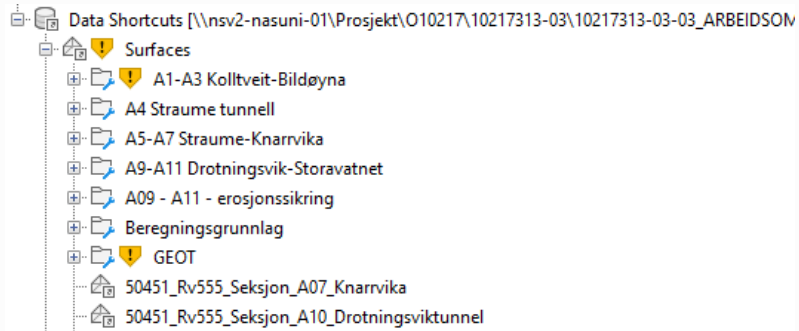 Data Shortcuts [\\nsv2-nasuni-01\Prosjekt\O10217\10217313-03\10217313-03-03_ARBEIDSOM
Surfaces
A1-A3 Kolltveit-Bildøyna
A4 Straume tunnell
A5-A7 Straume-Knarrvika
A9-A11 Drotningsvik-Storavatnet
A09 - A11 - erosjonssikring
Beregningsgrunnlag
GEOT
50451_Rv555_Seksjon_A07_Knarrvika
50451_Rv555_Seksjon_A10_Drotningsviktunnel